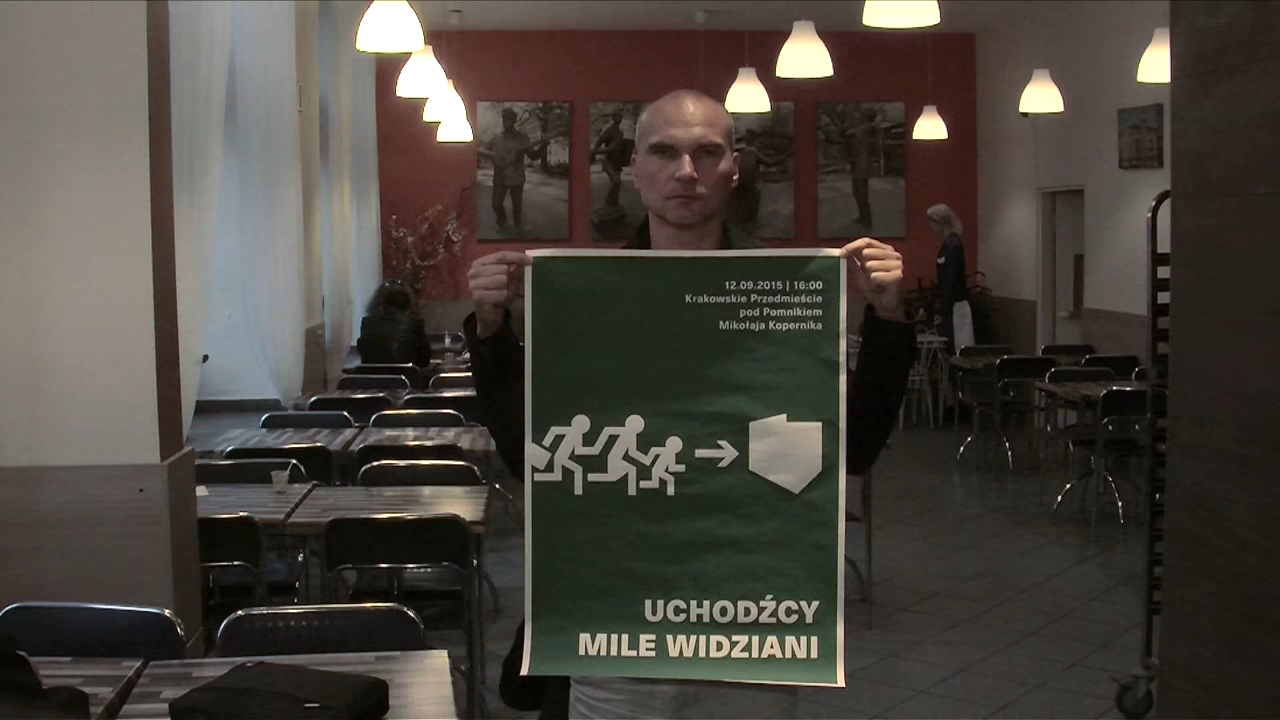 12.09.2015 | 16:00
Krakowskie Przedmieście
pod Pomnikiem
Mikołaja Kopernika
UCHODŹCY
MILE WIDZIANI